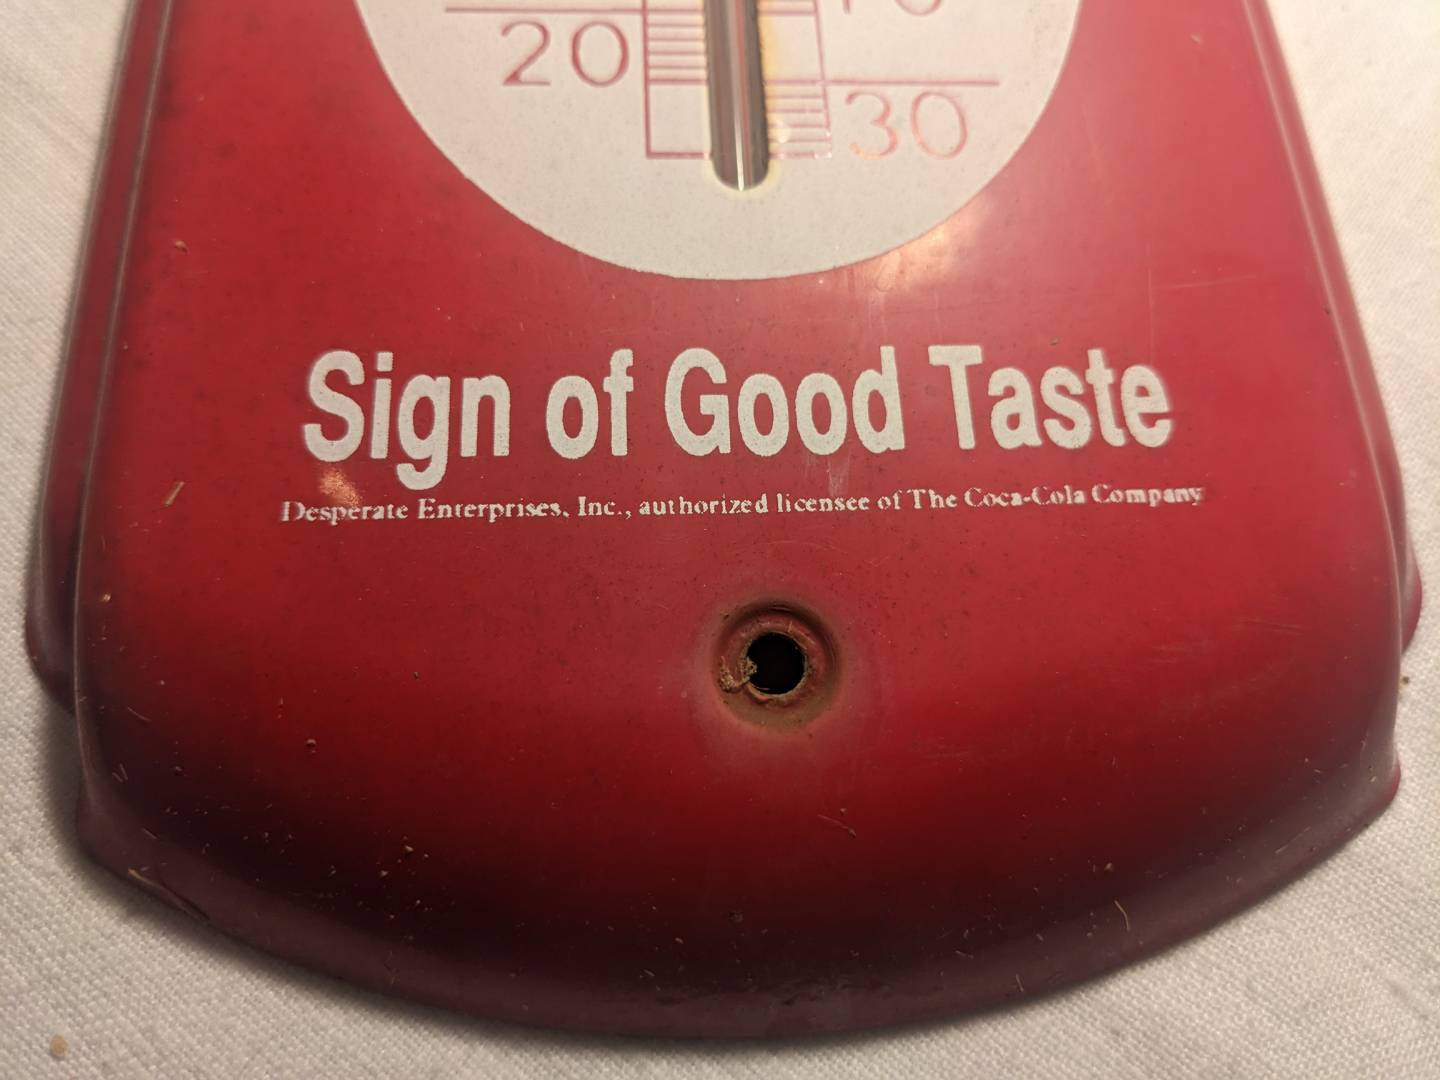 20
30
Sign of Good Taste
Desperate Enterprises, Inc., authorized licensee of The Coca-Cola Company